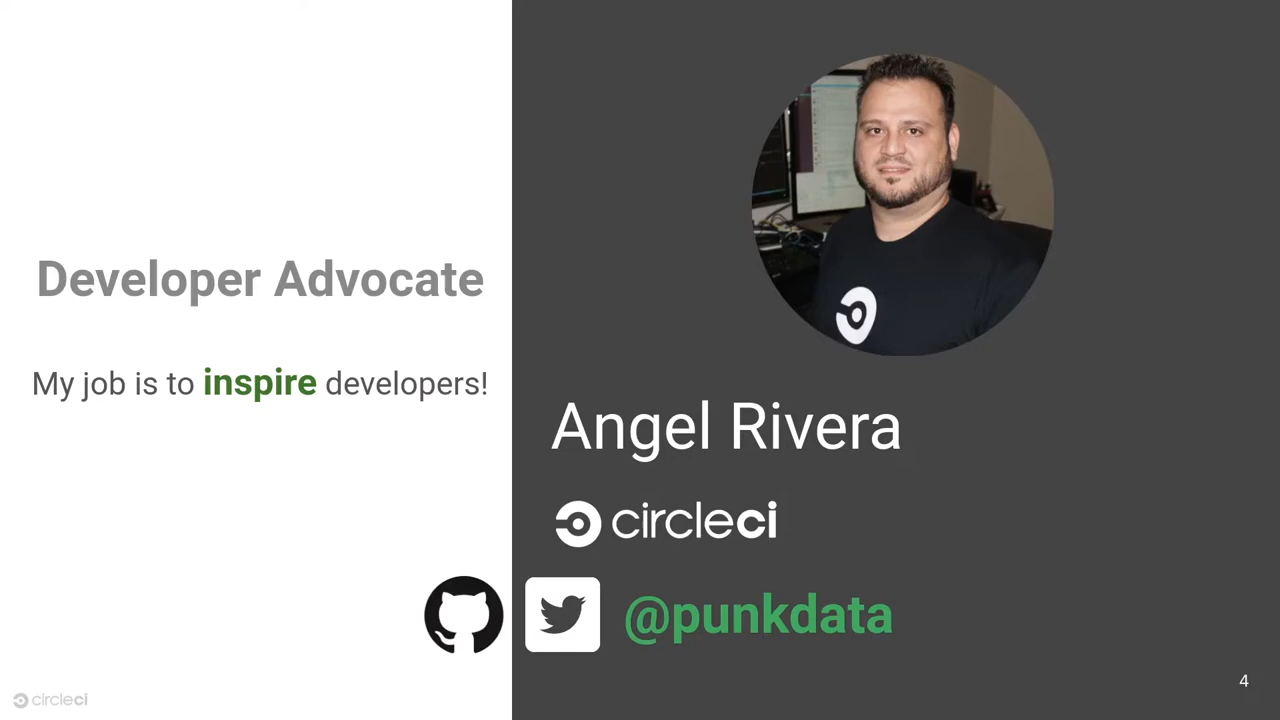 Developer Advocate
My job is to inspire developers!
Angel Rivera
circleci
@punkdata
circleci
4